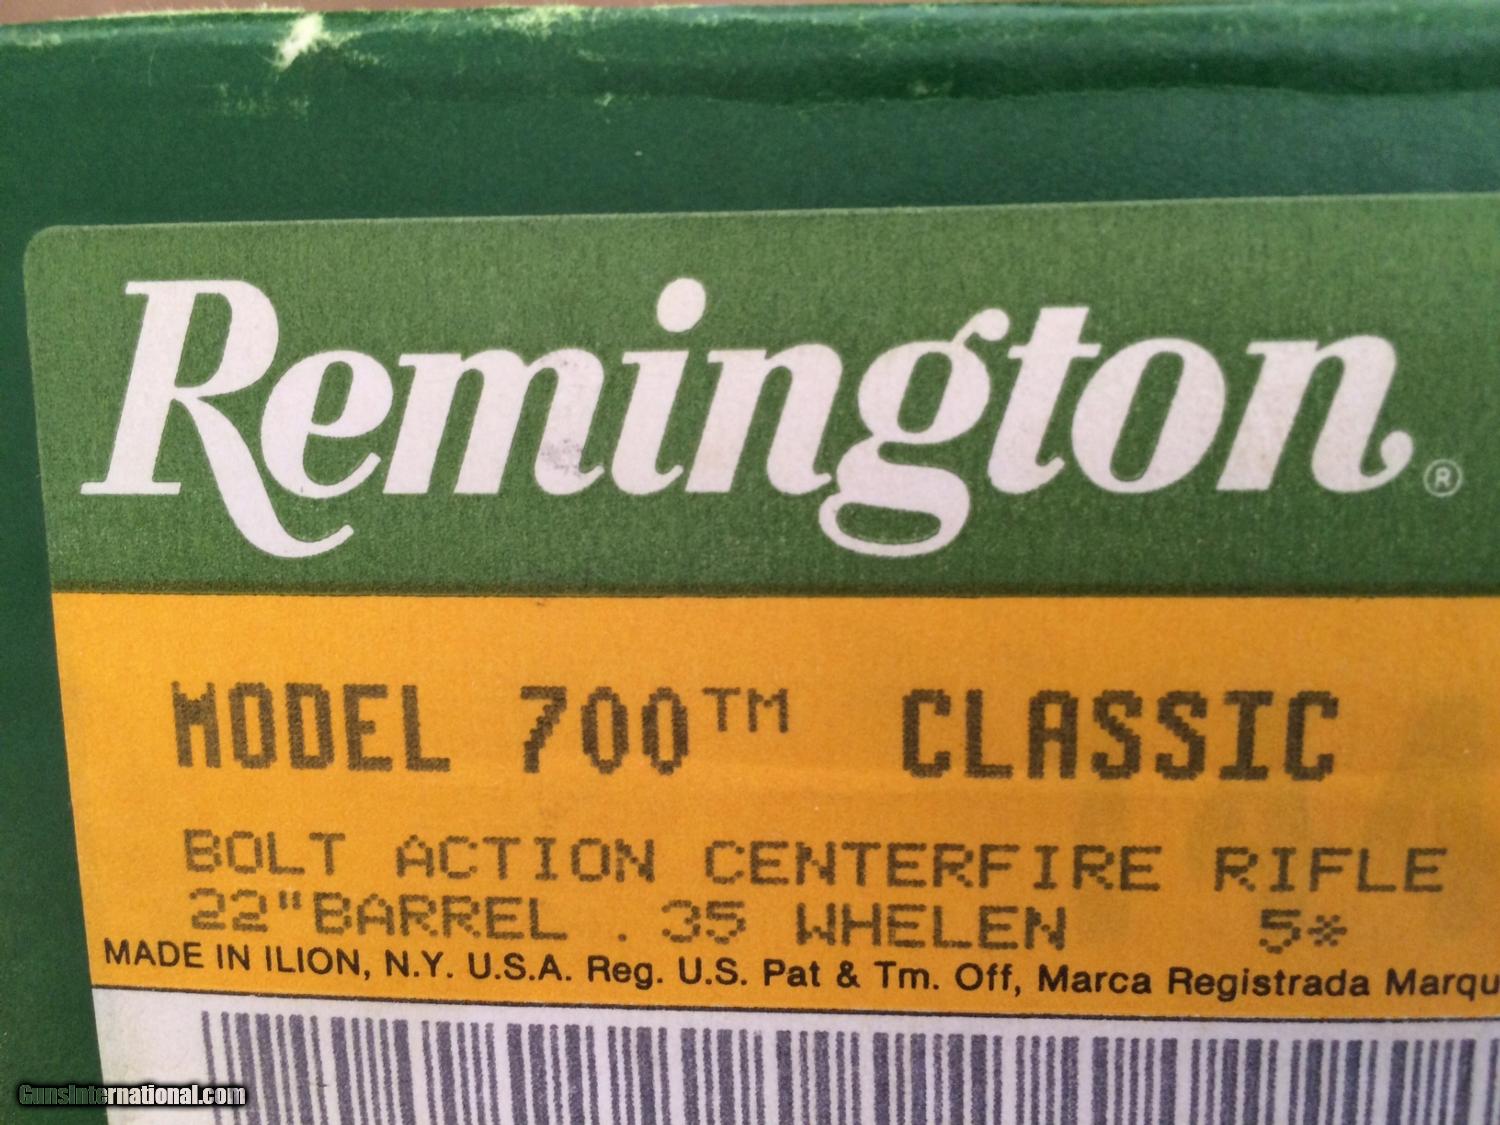 Remington®
MODEL 700™ CLASSIC
BOLT ACTION CENTERFIRE RIFLE
22"BARREL .35 WHELEN 5*
MADE IN ILION, N.Y. U.S.A. Reg. U.S. Pat & Tm. Off, Marca Registrada Marqu
GunsInternational.com